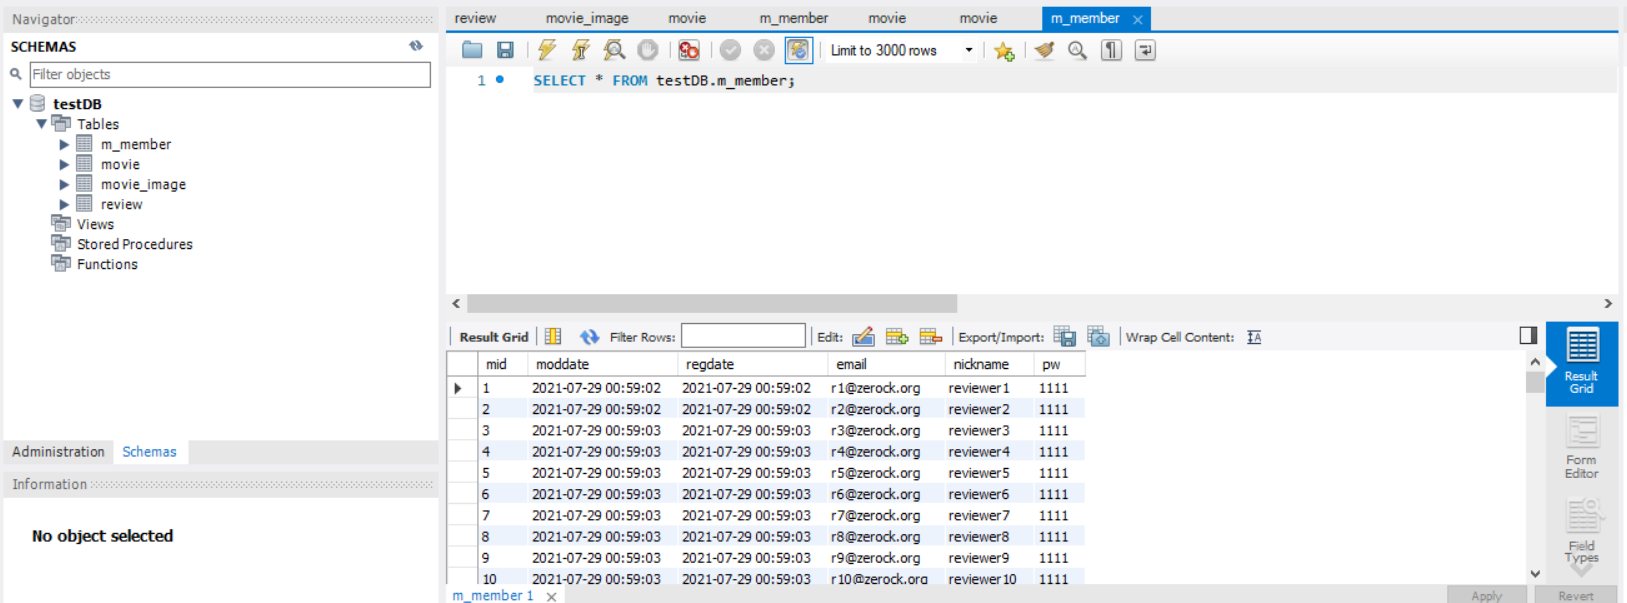 Navigator
SCHEMAS
Filter objects
testDB
Tables
m_member
movie
movie_image
review
Views
Stored Procedures
Functions
Administration Schemas
Information
No object selected
review movie_image movie m_member movie movie m_member ×
Limit to 3000 rows
1 SELECT * FROM testDB.m_member;
Result Grid Filter Rows: Edit: Export/Import: Wrap Cell Content: IA
mid moddate regdate email nickname pw
1 2021-07-29 00:59:02 2021-07-29 00:59:02 r1@zerock.org reviewer1 1111
2 2021-07-29 00:59:02 2021-07-29 00:59:02 r2@zerock.org reviewer2 1111
3 2021-07-29 00:59:03 2021-07-29 00:59:03 r3@zerock.org reviewer3 1111
4 2021-07-29 00:59:03 2021-07-29 00:59:03 r4@zerock.org reviewer4 1111
5 2021-07-29 00:59:03 2021-07-29 00:59:03 r5@zerock.org reviewer5 1111
6 2021-07-29 00:59:03 2021-07-29 00:59:03 r6@zerock.org reviewer6 1111
7 2021-07-29 00:59:03 2021-07-29 00:59:03 r7@zerock.org reviewer7 1111
8 2021-07-29 00:59:03 2021-07-29 00:59:03 r8@zerock.org reviewer8 1111
9 2021-07-29 00:59:03 2021-07-29 00:59:03 r9@zerock.org reviewer9 1111
10 2021-07-29 00:59:03 2021-07-29 00:59:03 r10@zerock.org reviewer10 1111
Result
Grid
Form
Editor
Field
Types
m_member 1 ×
Apply Revert